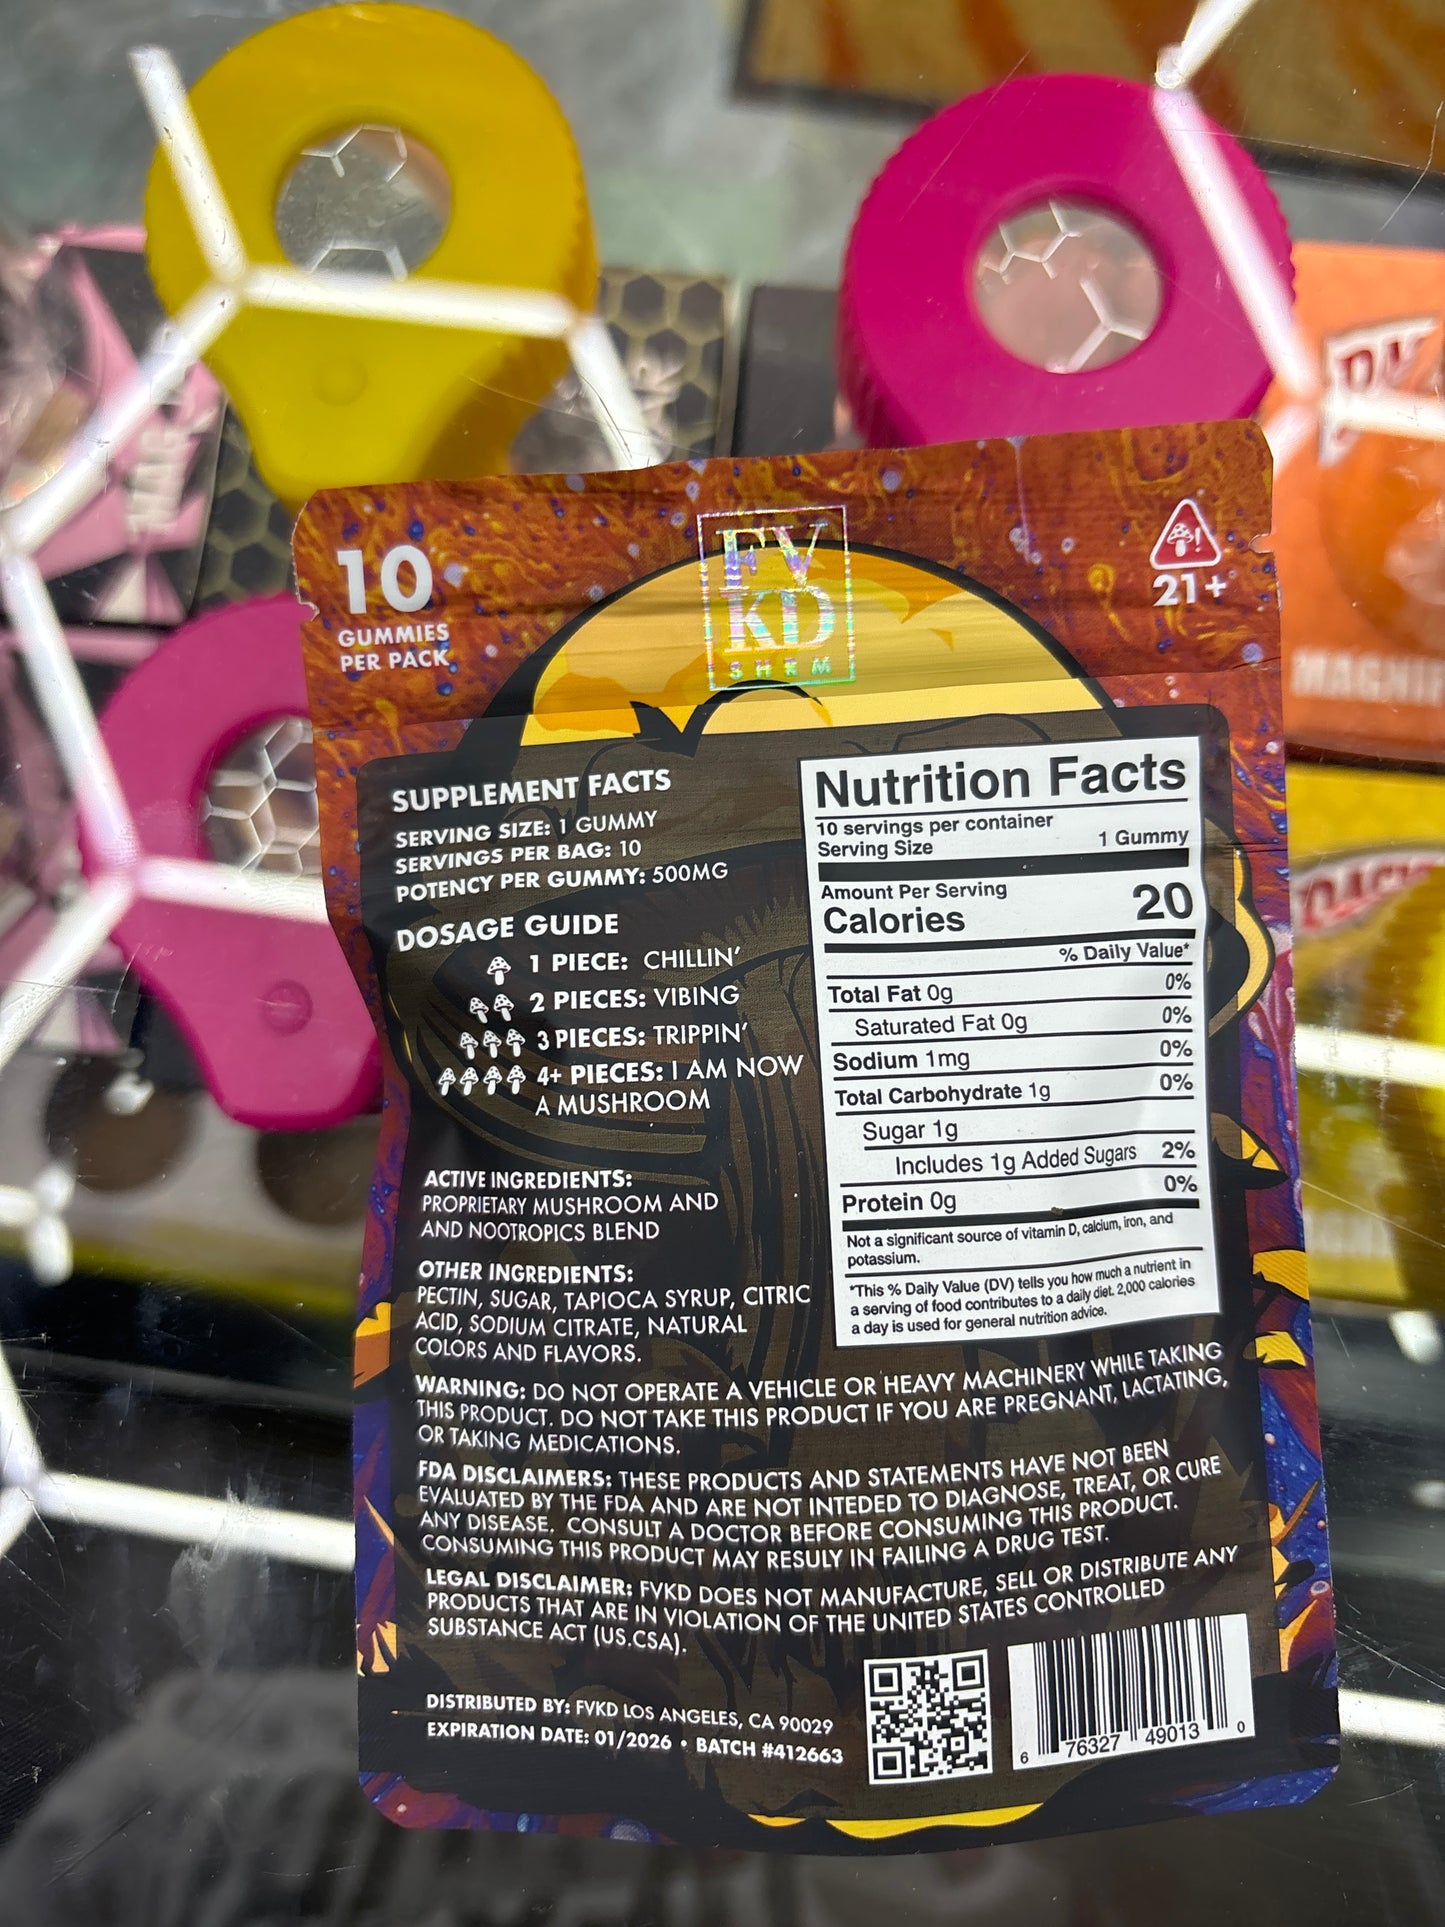 10
GUMMIES
PER PACK
FV
KD
SHRM
!
21+
SUPPLEMENT FACTS
SERVING SIZE: 1 GUMMY
SERVINGS PER BAG: 10
POTENCY PER GUMMY: 500MG
DOSAGE GUIDE
1 PIECE: CHILLIN'
2 PIECES: VIBING
3 PIECES: TRIPPIN'
4+ PIECES: I AM NOW
A MUSHROOM
ACTIVE INGREDIENTS:
PROPRIETARY MUSHROOM AND
AND NOOTROPICS BLEND
OTHER INGREDIENTS:
PECTIN, SUGAR, TAPIOCA SYRUP, CITRIC
ACID, SODIUM CITRATE, NATURAL
COLORS AND FLAVORS.
Nutrition Facts
10 servings per container
Serving Size 1 Gummy
Amount Per Serving
Calories 20
% Daily Value*
Total Fat 0g 0%
Saturated Fat 0g 0%
Sodium 1mg 0%
Total Carbohydrate 1g 0%
Sugar 1g
Includes 1g Added Sugars 2%
Protein 0g 0%
Not a significant source of vitamin D, calcium, iron, and
potassium.
*This % Daily Value (DV) tells you how much a nutrient in
a serving of food contributes to a daily diet. 2,000 calories
a day is used for general nutrition advice.
WARNING: DO NOT OPERATE A VEHICLE OR HEAVY MACHINERY WHILE TAKING
THIS PRODUCT. DO NOT TAKE THIS PRODUCT IF YOU ARE PREGNANT, LACTATING,
OR TAKING MEDICATIONS.
FDA DISCLAIMERS: THESE PRODUCTS AND STATEMENTS HAVE NOT BEEN
EVALUATED BY THE FDA AND ARE NOT INTEDED TO DIAGNOSE, TREAT, OR CURE
ANY DISEASE. CONSULT A DOCTOR BEFORE CONSUMING THIS PRODUCT.
CONSUMING THIS PRODUCT MAY RESULY IN FAILING A DRUG TEST.
LEGAL DISCLAIMER: FVKD DOES NOT MANUFACTURE, SELL OR DISTRIBUTE ANY
PRODUCTS THAT ARE IN VIOLATION OF THE UNITED STATES CONTROLLED
SUBSTANCE ACT (US.CSA).
DISTRIBUTED BY: FVKD LOS ANGELES, CA 90029
EXPIRATION DATE: 01/2026 • BATCH #412663
6 76327 49013 0